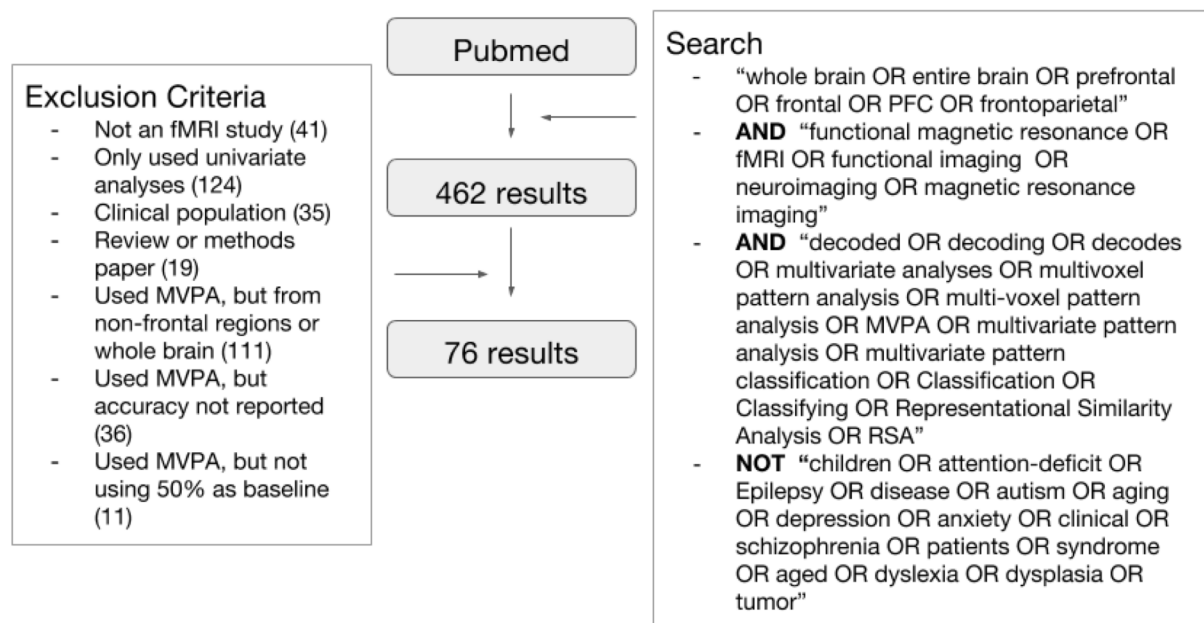 Exclusion Criteria
- Not an fMRI study (41)
- Only used univariate
analyses (124)
- Clinical population (35)
- Review or methods
paper (19)
- Used MVPA, but from
non-frontal regions or
whole brain (111)
- Used MVPA, but
accuracy not reported
(36)
- Used MVPA, but not
using 50% as baseline
(11)
Pubmed
462 results
76 results
Search
- “whole brain OR entire brain OR prefrontal
OR frontal OR PFC OR frontoparietal”
- AND “functional magnetic resonance OR
fMRI OR functional imaging OR
neuroimaging OR magnetic resonance
imaging”
- AND “decoded OR decoding OR decodes
OR multivariate analyses OR multivoxel
pattern analysis OR multi-voxel pattern
analysis OR MVPA OR multivariate pattern
analysis OR multivariate pattern
classification OR Classification OR
Classifying OR Representational Similarity
Analysis OR RSA”
- NOT “children OR attention-deficit OR
Epilepsy OR disease OR autism OR aging
OR depression OR anxiety OR clinical OR
schizophrenia OR patients OR syndrome
OR aged OR dyslexia OR dysplasia OR
tumor”